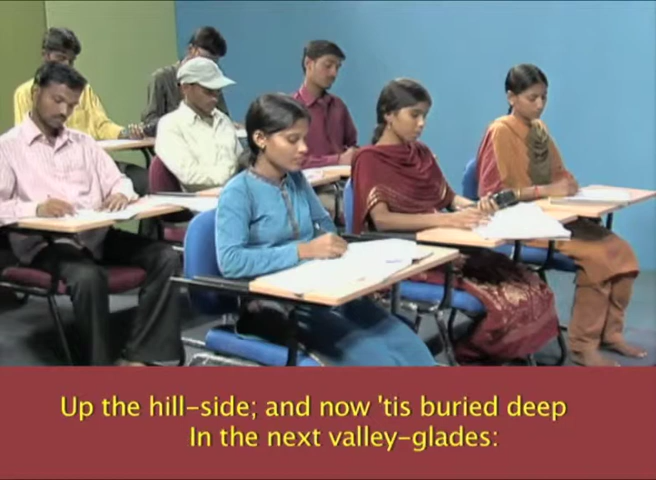 Up the hill-side; and now 'tis buried deep
In the next valley-glades: